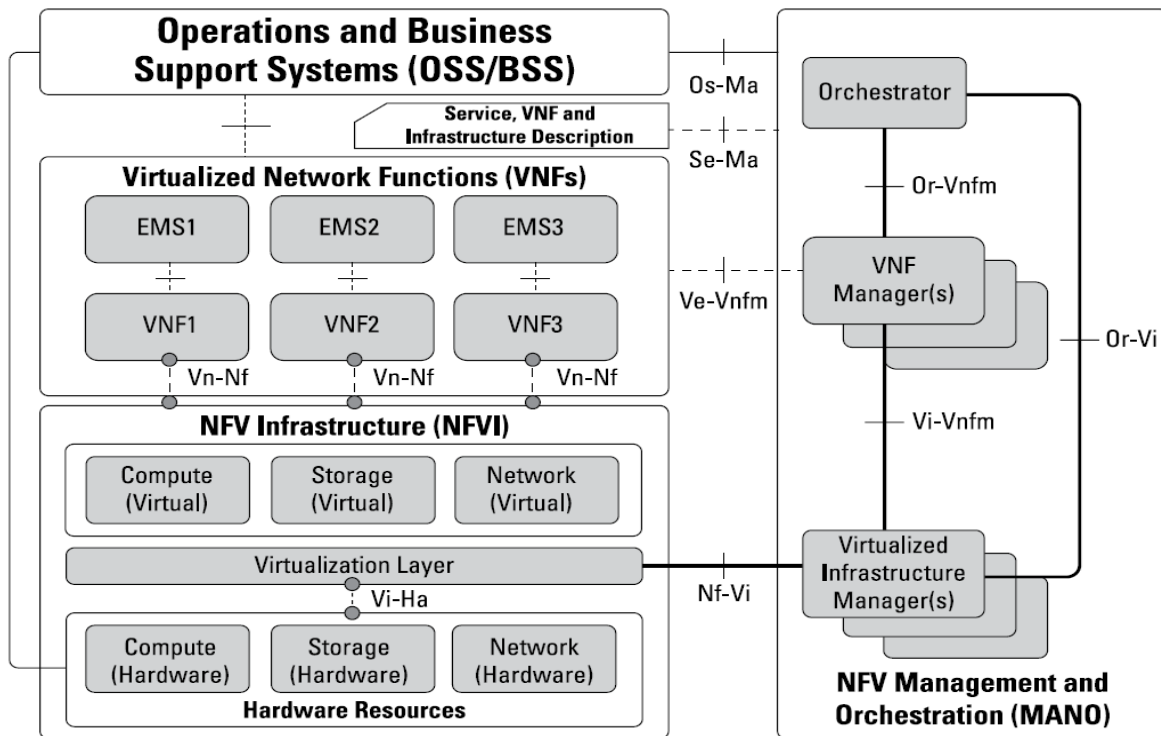 Operations and Business
Support Systems (OSS/BSS)
Os-Ma
Orchestrator
Service, VNF and
Infrastructure Description
Se-Ma
Or-Vnfm
Virtualized Network Functions (VNFs)
EMS1
EMS2
EMS3
VNF
Manager(s)
Ve-Vnfm
VNF1
VNF2
VNF3
Or-Vi
Vn-Nf
Vn-Nf
Vn-Nf
NFV Infrastructure (NFVI)
Vi-Vnfm
Compute
(Virtual)
Storage
(Virtual)
Network
(Virtual)
Virtualization Layer
Nf-Vi
Virtualized
Infrastructure
Manager(s)
Vi-Ha
Compute
(Hardware)
Storage
(Hardware)
Network
(Hardware)
Hardware Resources
NFV Management and
Orchestration (MANO)